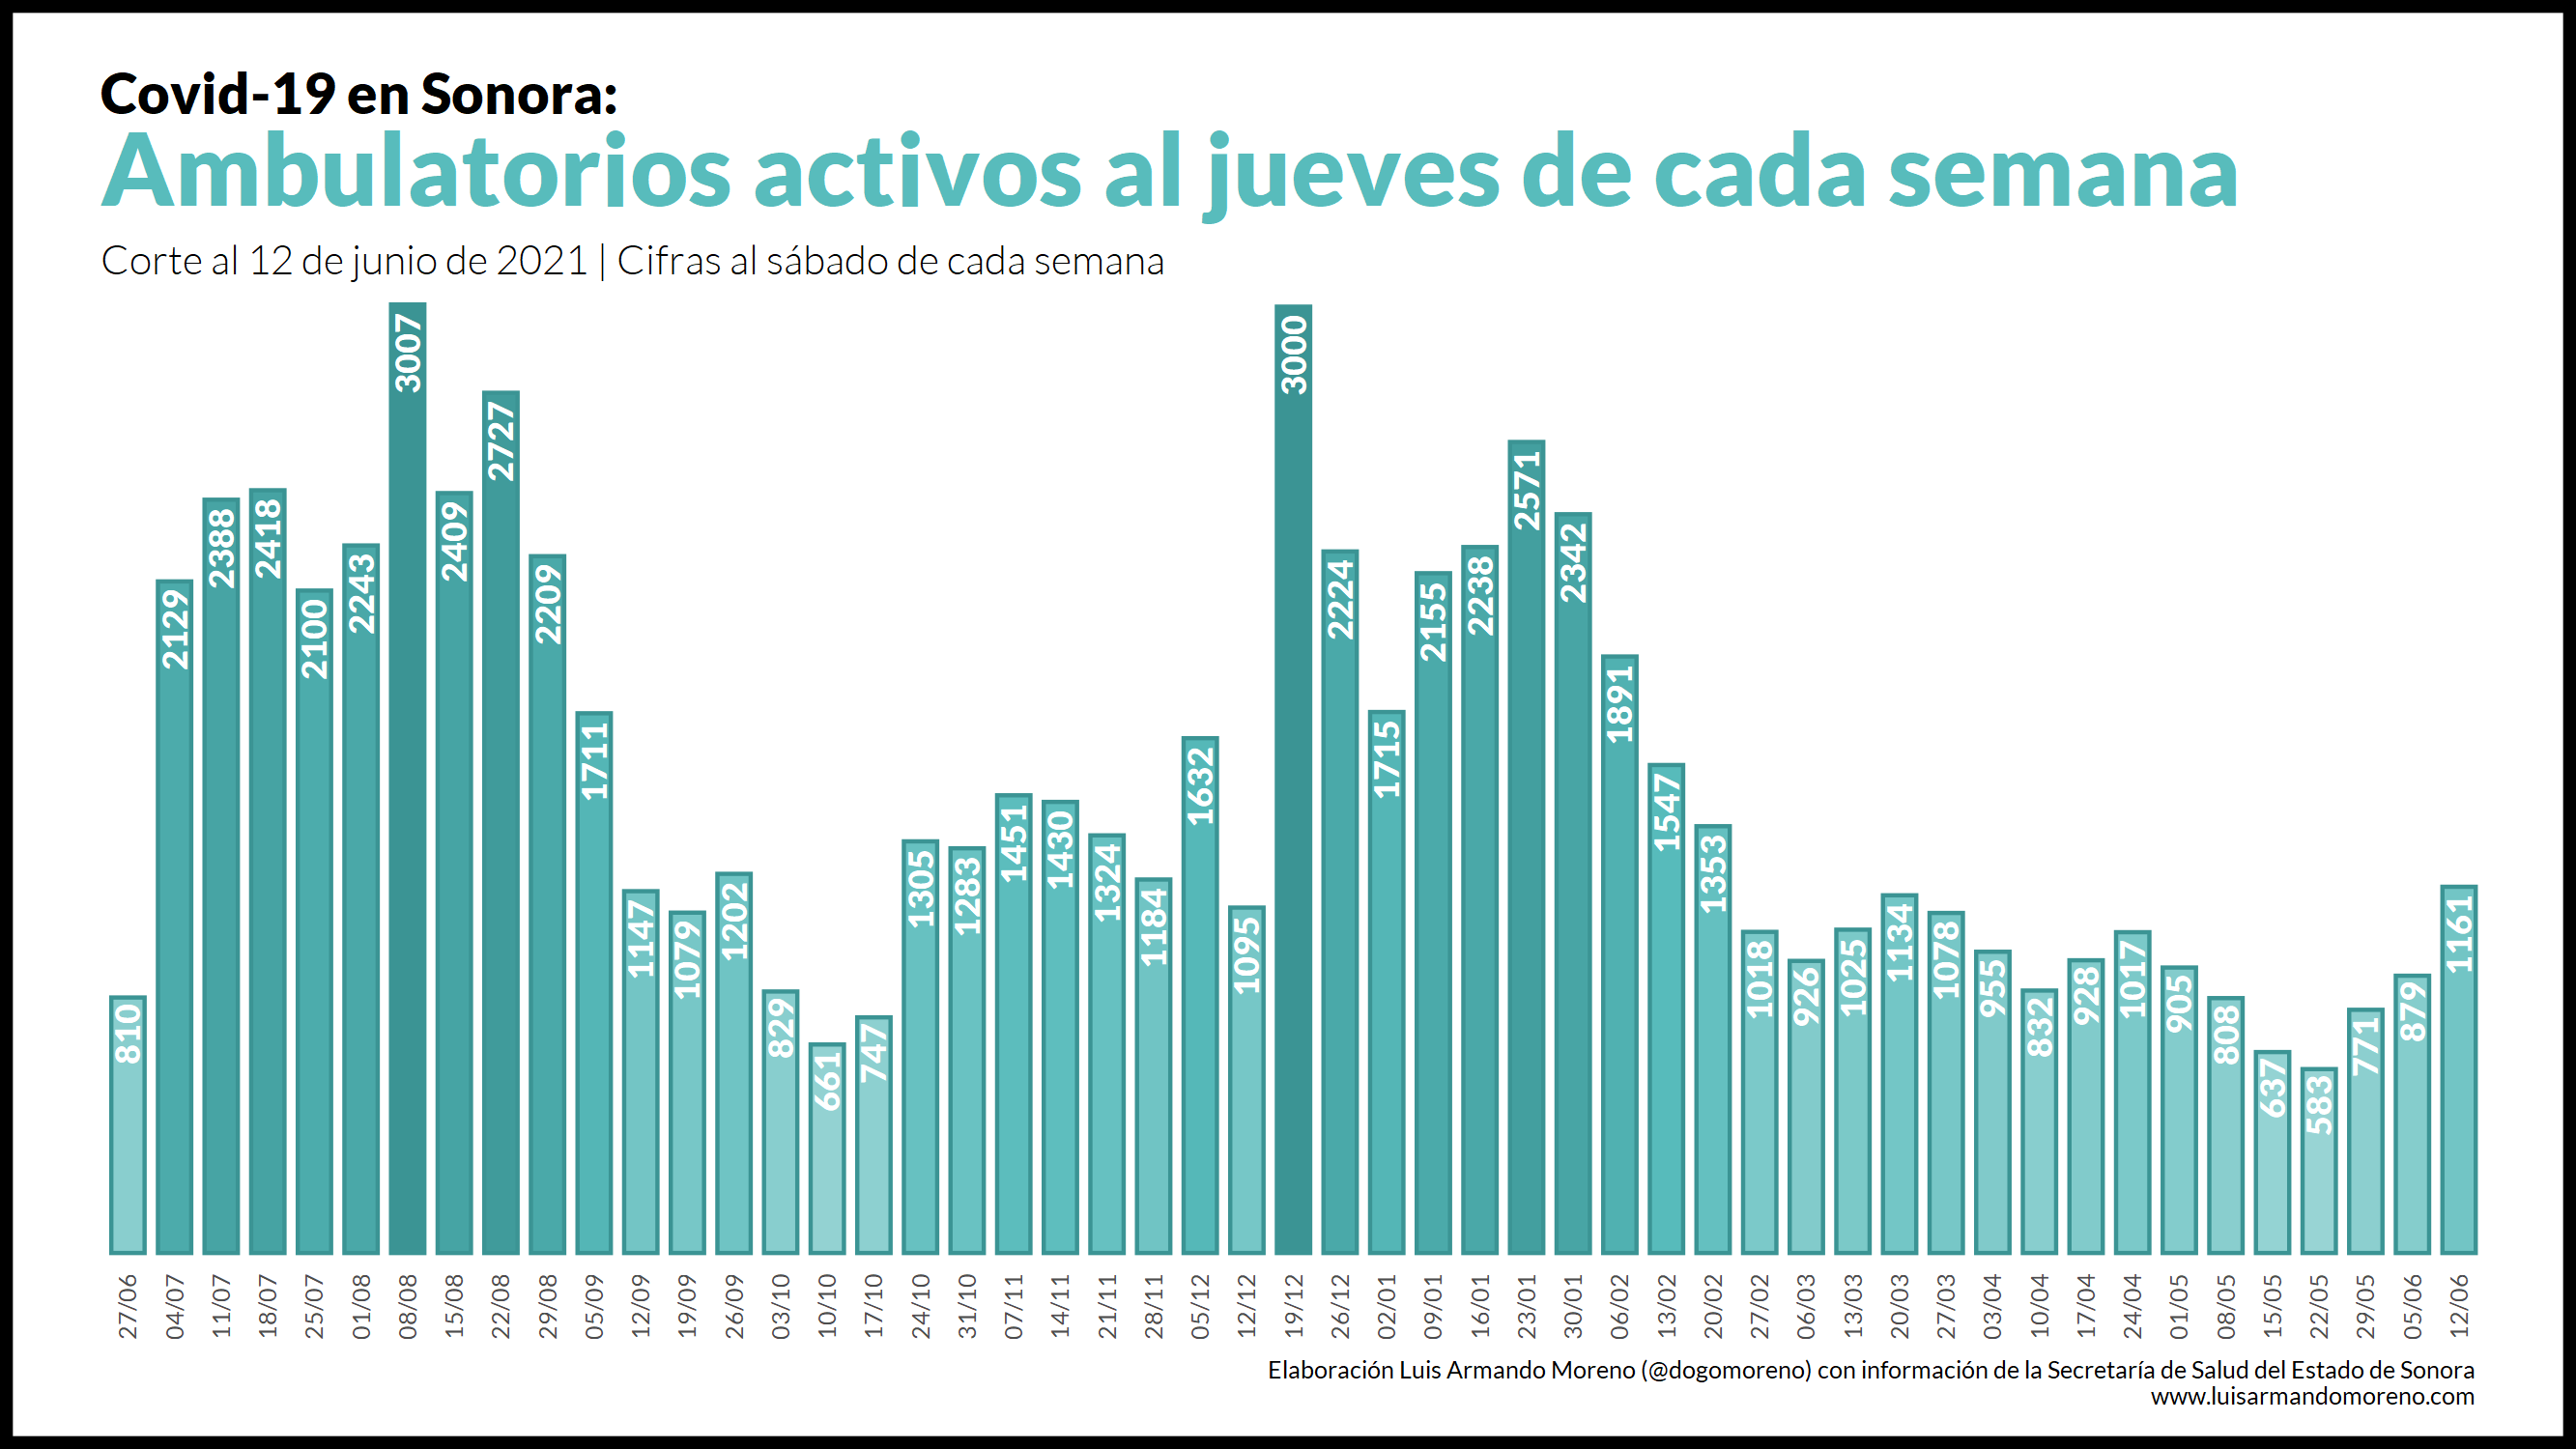 Covid-19 en Sonora:
Ambulatorios activos al jueves de cada semana
Corte al 12 de junio de 2021 | Cifras al sábado de cada semana
810 2129 2388 2418 2100 2243 3007 2409 2727 2209 1711 1147 1079 1202 829 661 747 1305 1283 1451 1430 1324 1184 1632 1095 3000 2224 1715 2155 2238 2571 2342 1891 1547 1353 1018 926 1025 1134 1078 955 832 928 1017 905 808 637 583 771 879 1161
27/06 04/07 11/07 18/07 25/07 01/08 08/08 15/08 22/08 29/08 05/09 12/09 19/09 26/09 03/10 10/10 17/10 24/10 31/10 07/11 14/11 21/11 28/11 05/12 12/12 19/12 26/12 02/01 09/01 16/01 23/01 30/01 06/02 13/02 20/02 27/02 06/03 13/03 20/03 27/03 03/04 10/04 17/04 24/04 01/05 08/05 15/05 22/05 29/05 05/06 12/06
Elaboración Luis Armando Moreno (@dogomoreno) con información de la Secretaría de Salud del Estado de Sonora
www.luisarmandomoreno.com